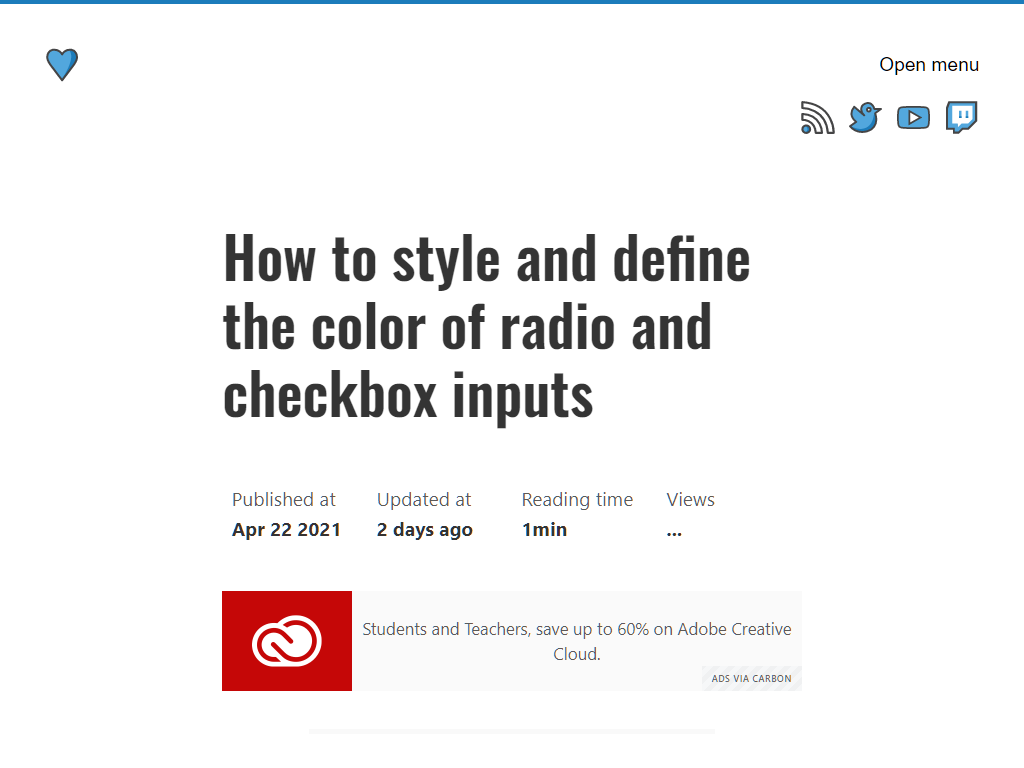 Open menu
How to style and define
the color of radio and
checkbox inputs
Published at
Apr 22 2021
Updated at
2 days ago
Reading time
1min
Views
...
Students and Teachers, save up to 60% on Adobe Creative
Cloud.
ADS VIA CARBON